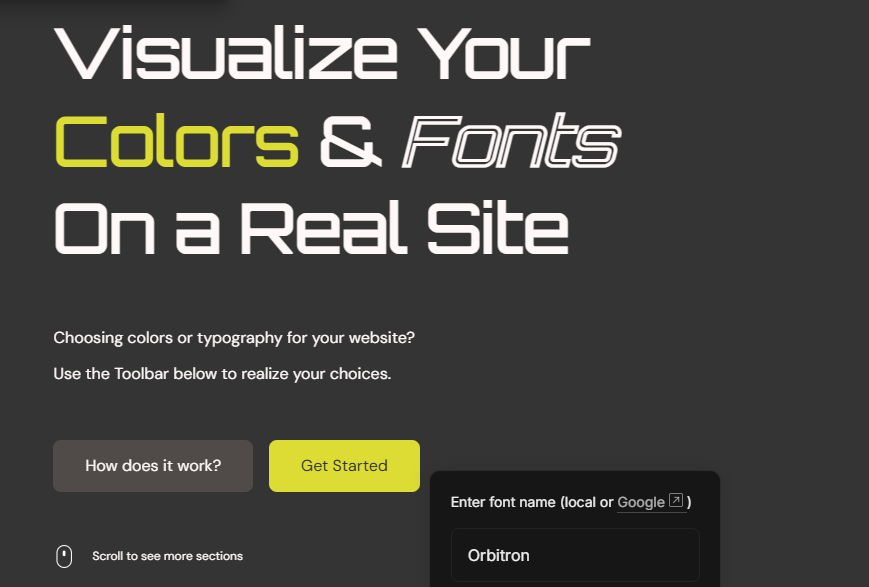 Visualize Your
Colors & Fonts
On a Real Site
Choosing colors or typography for your website?
Use the Toolbar below to realize your choices.
How does it work?
Get Started
Enter font name (local or Google)
Orbitron
Scroll to see more sections